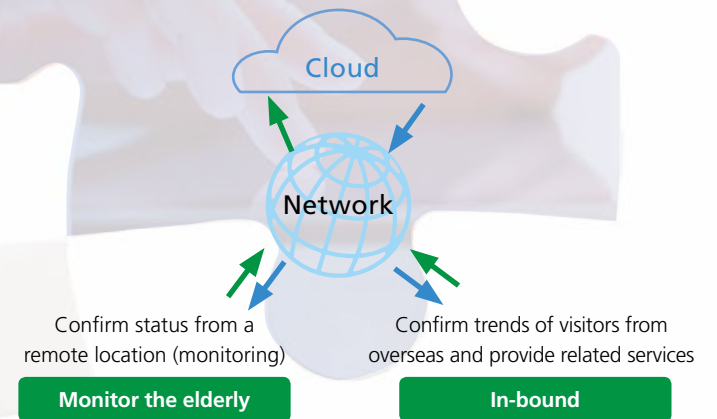 Cloud
Network
Confirm status from a
remote location (monitoring)
Confirm trends of visitors from
overseas and provide related services
Monitor the elderly
In-bound